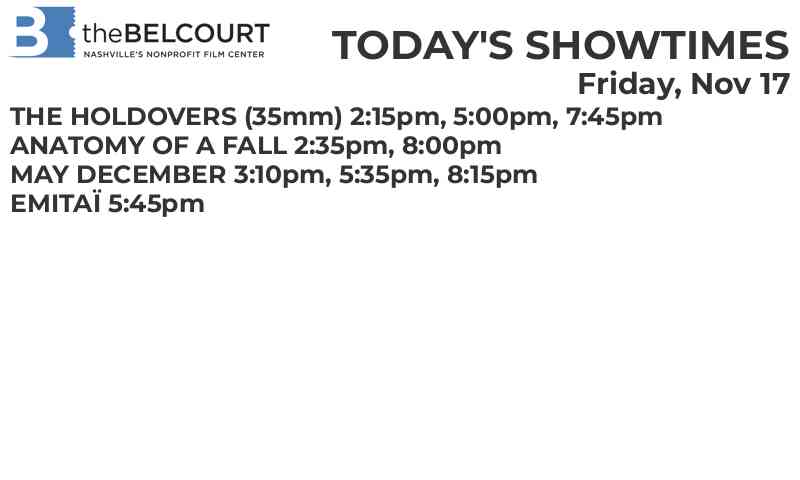 B theBELCOURT
NASHVILLE'S NONPROFIT FILM CENTER
TODAY'S SHOWTIMES
Friday, Nov 17
THE HOLDOVERS (35mm) 2:15pm, 5:00pm, 7:45pm
ANATOMY OF A FALL 2:35pm, 8:00pm
MAY DECEMBER 3:10pm, 5:35pm, 8:15pm
EMITAÏ 5:45pm